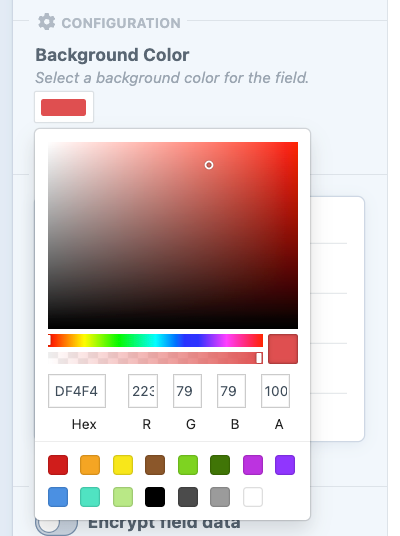 CONFIGURATION
Background Color
Select a background color for the field.
DF4F4
223
79
79
100
Hex
R
G
B
A
Encrypt field data